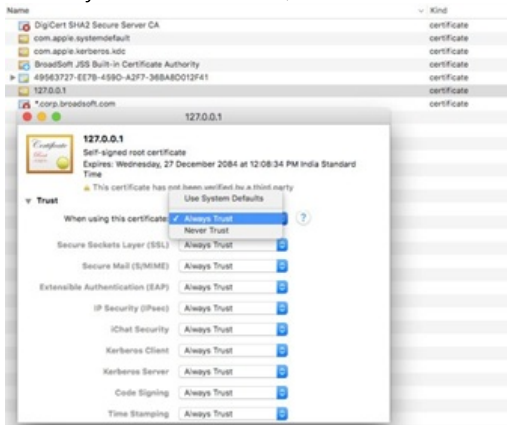 Name Kind
DigiCert SHA2 Secure Server CA certificate
com.apple.systemdefault certificate
com.apple.kerberos.kdc certificate
BroadSoft JSS Built-in Certificate Authority certificate
49563727-EE7B-4590-A2F7-36BA8D012F41 certificate
127.0.0.1 certificate
*.corp.broadsoft.com certificate
127.0.0.1
Certificate
127.0.0.1
Self-signed root certificate
Expires: Wednesday, 27 December 2084 at 12:08:34 PM India Standard
Time
This certificate has not been verified by a third party
Trust
Use System Defaults
When using this certificate: ✓ Always Trust ?
Never Trust
Secure Sockets Layer (SSL) Always Trust
Secure Mail (S/MIME) Always Trust
Extensible Authentication (EAP) Always Trust
IP Security (IPsec) Always Trust
iChat Security Always Trust
Kerberos Client Always Trust
Kerberos Server Always Trust
Code Signing Always Trust
Time Stamping Always Trust